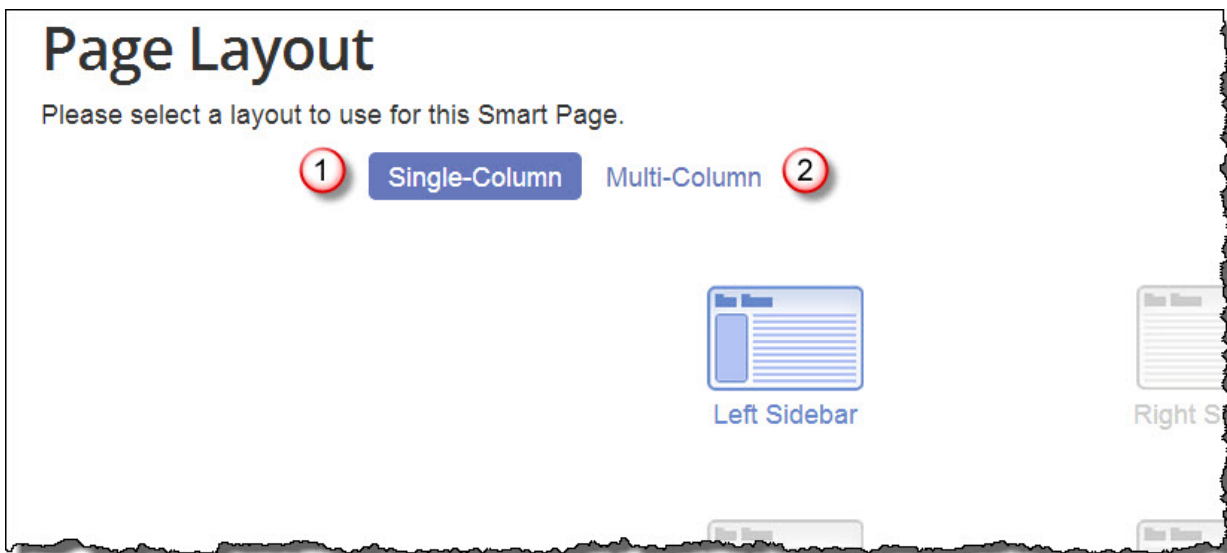 Page Layout
Please select a layout to use for this Smart Page.
1 Single-Column Multi-Column 2
Left Sidebar Right